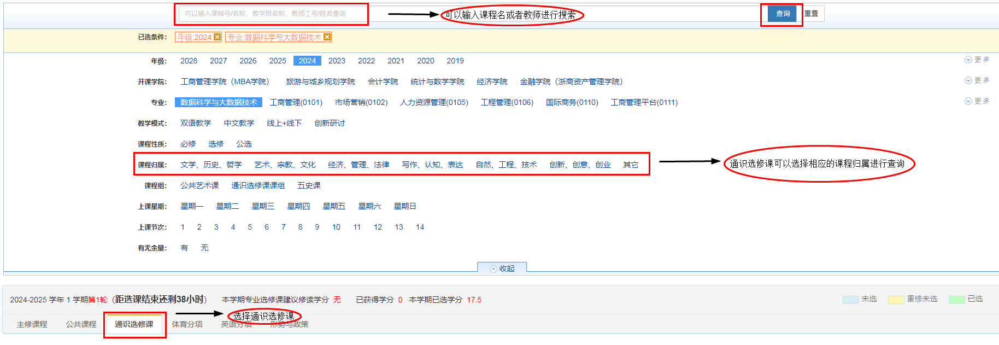 可以输入课程号/名称、教学班名称、教师工号/姓名查询 可以输入课程名或者教师进行搜索 查询 重置
已选条件： 年级:2024 专业:数据科学与大数据技术
年级： 2028 2027 2026 2025 2024 2023 2022 2021 2020 2019 更多
开课学院： 工商管理学院（MBA学院） 旅游与城乡规划学院 会计学院 统计与数学学院 经济学院 金融学院（浙商资产管理学院） 更多
专业： 数据科学与大数据技术 工商管理(0101) 市场营销(0102) 人力资源管理(0105) 工程管理(0106) 国际商务(0110) 工商管理平台(0111) 更多
教学模式： 双语教学 中文教学 线上+线下 创新研讨
课程性质： 必修 选修 公选
课程归属： 文学、历史、哲学 艺术、宗教、文化 经济、管理、法律 写作、认知、表达 自然、工程、技术 创新、创意、创业 其它 通识选修课可以选择相应的课程归属进行查询
课程组： 公共艺术课 通识选修课课组 五史课
上课星期： 星期一 星期二 星期三 星期四 星期五 星期六 星期日
上课节次： 1 2 3 4 5 6 7 8 9 10 11 12 13 14
有无余量： 有 无
收起
2024-2025 学年 1 学期第1轮（距选课结束还剩38小时） 本学期专业选修课建议修读学分 无 已获得学分 0 本学期已选学分 17.5 未选 重修未选 已选
选择通识选修课
主修课程 公共课程 通识选修课 体育分项 英语分项 形势与政策